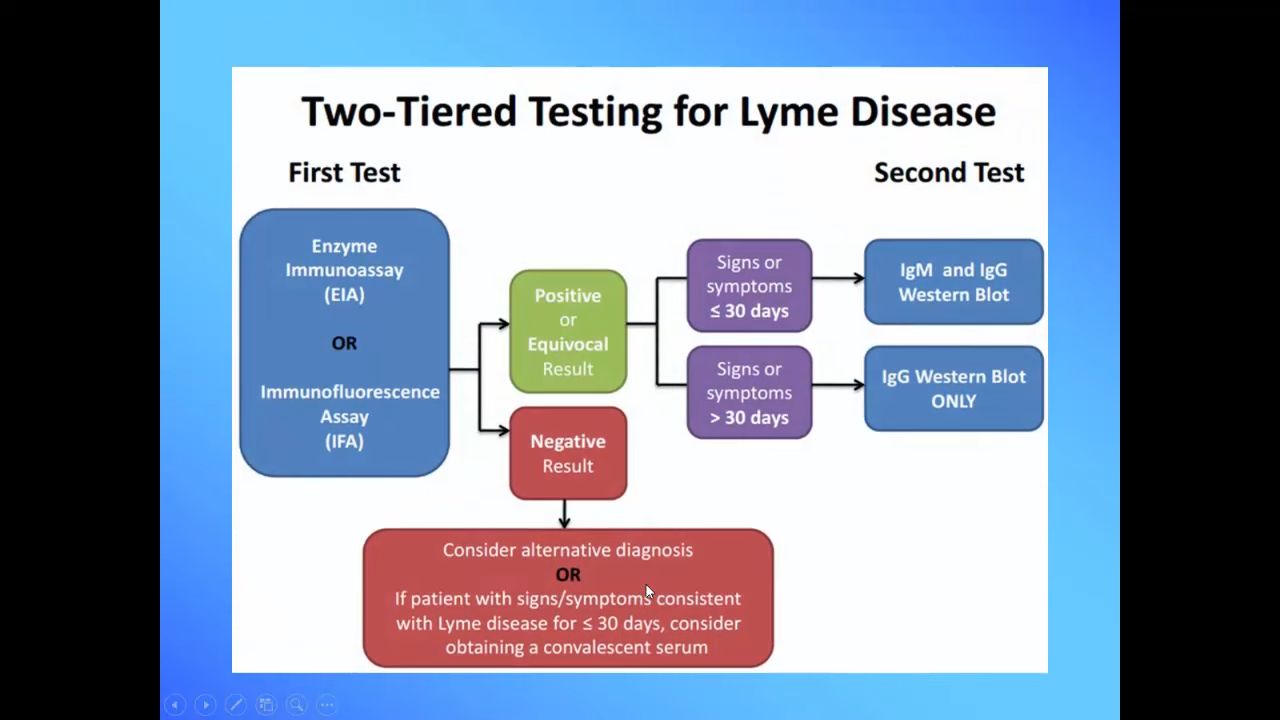 Two-Tiered Testing for Lyme Disease
First Test
Second Test
Enzyme
Immunoassay
(EIA)
OR
Immunofluorescence
Assay
(IFA)
Positive
or
Equivocal
Result
Negative
Result
Signs or
symptoms
≤ 30 days
Signs or
symptoms
> 30 days
IgM and IgG
Western Blot
IgG Western Blot
ONLY
Consider alternative diagnosis
OR
If patient with signs/symptoms consistent
with Lyme disease for ≤ 30 days, consider
obtaining a convalescent serum